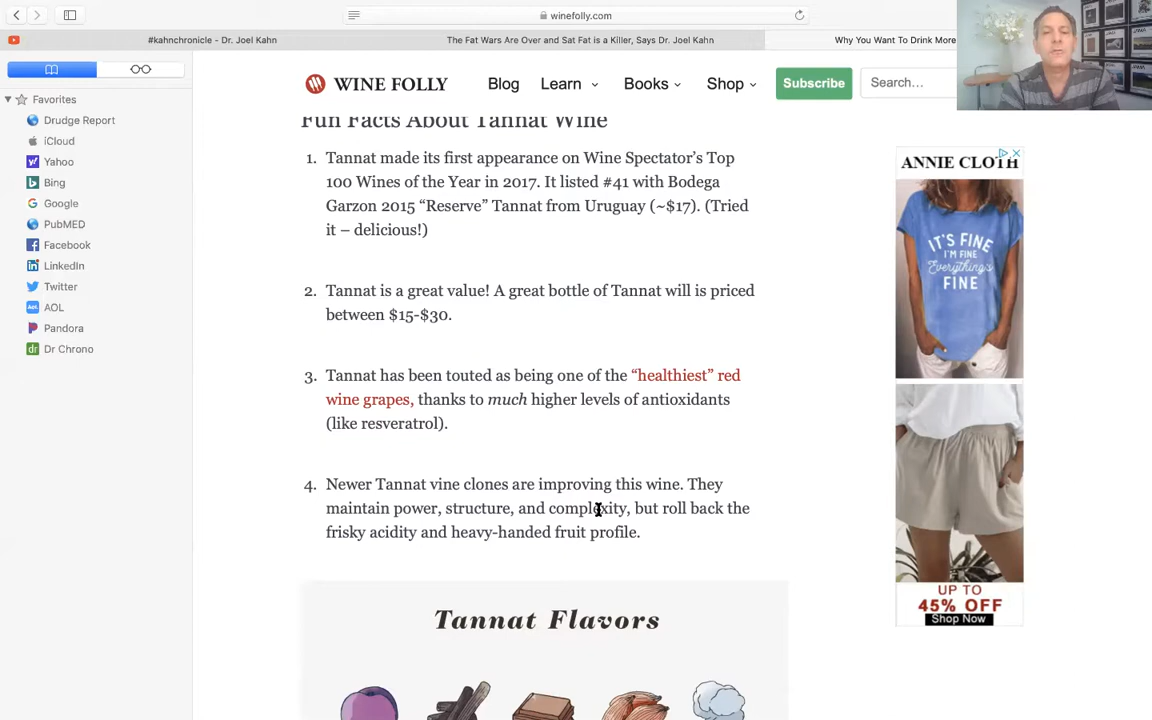 winefolly.com
#kahnchronicle - Dr. Joel Kahn
The Fat Wars Are Over and Sat Fat is a Killer, Says Dr. Joel Kahn
Why You Want To Drink More
Favorites
Drudge Report
iCloud
Yahoo
Bing
Google
PubMED
Facebook
LinkedIn
Twitter
AOL
Pandora
Dr Chrono
WINE FOLLY
Blog
Learn
Books
Shop
Subscribe
Search...
Fun Facts About Tannat Wine
1. Tannat made its first appearance on Wine Spectator's Top
100 Wines of the Year in 2017. It listed #41 with Bodega
Garzon 2015 “Reserve” Tannat from Uruguay (~$17). (Tried
it – delicious!)
2. Tannat is a great value! A great bottle of Tannat will is priced
between $15-$30.
3. Tannat has been touted as being one of the “healthiest” red
wine grapes, thanks to much higher levels of antioxidants
(like resveratrol).
4. Newer Tannat vine clones are improving this wine. They
maintain power, structure, and complexity, but roll back the
frisky acidity and heavy-handed fruit profile.
Tannat Flavors
ANNIE CLOTH
IT'S FINE
I'M FINE
Everything's
FINE
UP TO
45% OFF
Shop Now